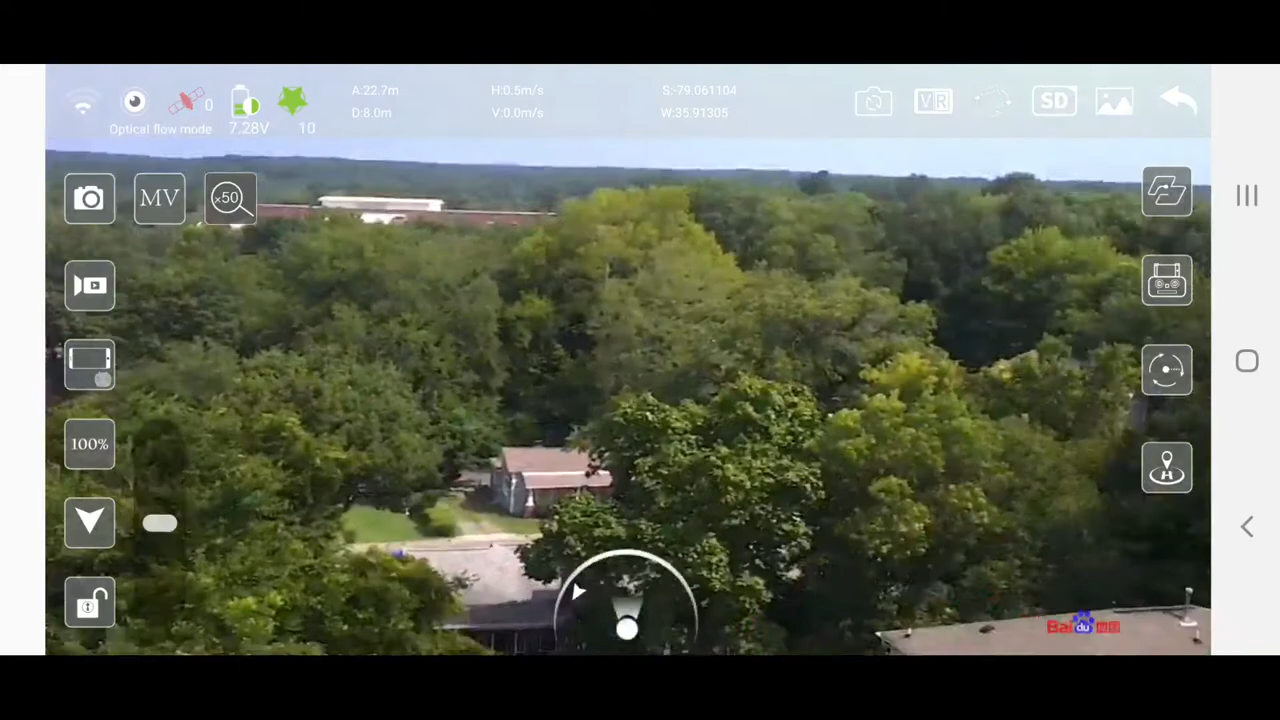 0
Optical flow mode
7.28V
10
A:22.7m
D:8.0m
H:0.5m/s
V:0.0m/s
S:-79.061104
W:35.91305
VR
SD
MV
x50
100%
H
Baidu